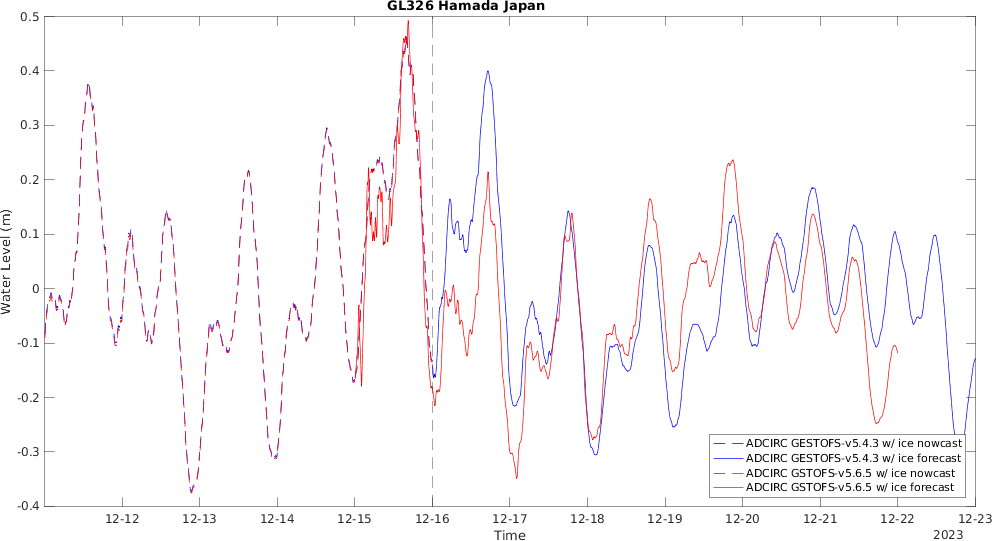 GL326 Hamada Japan
Water Level (m)
0.5
0.4
0.3
0.2
0.1
0
-0.1
-0.2
-0.3
-0.4
ADCIRC GESTOFS-v5.4.3 w/ ice nowcast
ADCIRC GESTOFS-v5.4.3 w/ ice forecast
ADCIRC GSTOFS-v5.6.5 w/ ice nowcast
ADCIRC GSTOFS-v5.6.5 w/ ice forecast
12-12 12-13 12-14 12-15 12-16 12-17 12-18 12-19 12-20 12-21 12-22 12-23
Time
2023